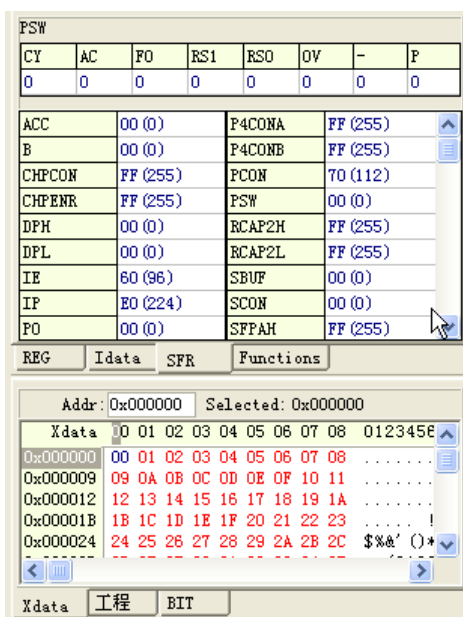 PSW
CY AC F0 RS1 RS0 OV - P
0 0 0 0 0 0 0 0
ACC 00 (0) P4CONA FF (255)
B 00 (0) P4CONB FF (255)
CHPCON FF (255) PCON 70 (112)
CHPENR FF (255) PSW 00 (0)
DPH 00 (0) RCAP2H FF (255)
DPL 00 (0) RCAP2L FF (255)
IE 60 (96) SBUF 00 (0)
IP E0 (224) SCON 00 (0)
P0 00 (0) SFPAH FF (255)
REG Idata SFR Functions
Addr: 0x000000 Selected: 0x000000
Xdata 00 01 02 03 04 05 06 07 08 0123456
0x000000 00 01 02 03 04 05 06 07 08 .......
0x000009 09 0A 0B 0C 0D 0E 0F 10 11 .......
0x000012 12 13 14 15 16 17 18 19 1A .......
0x00001B 1B 1C 1D 1E 1F 20 21 22 23 ..... !
0x000024 24 25 26 27 28 29 2A 2B 2C $%&'()*
Xdata 工程 BIT